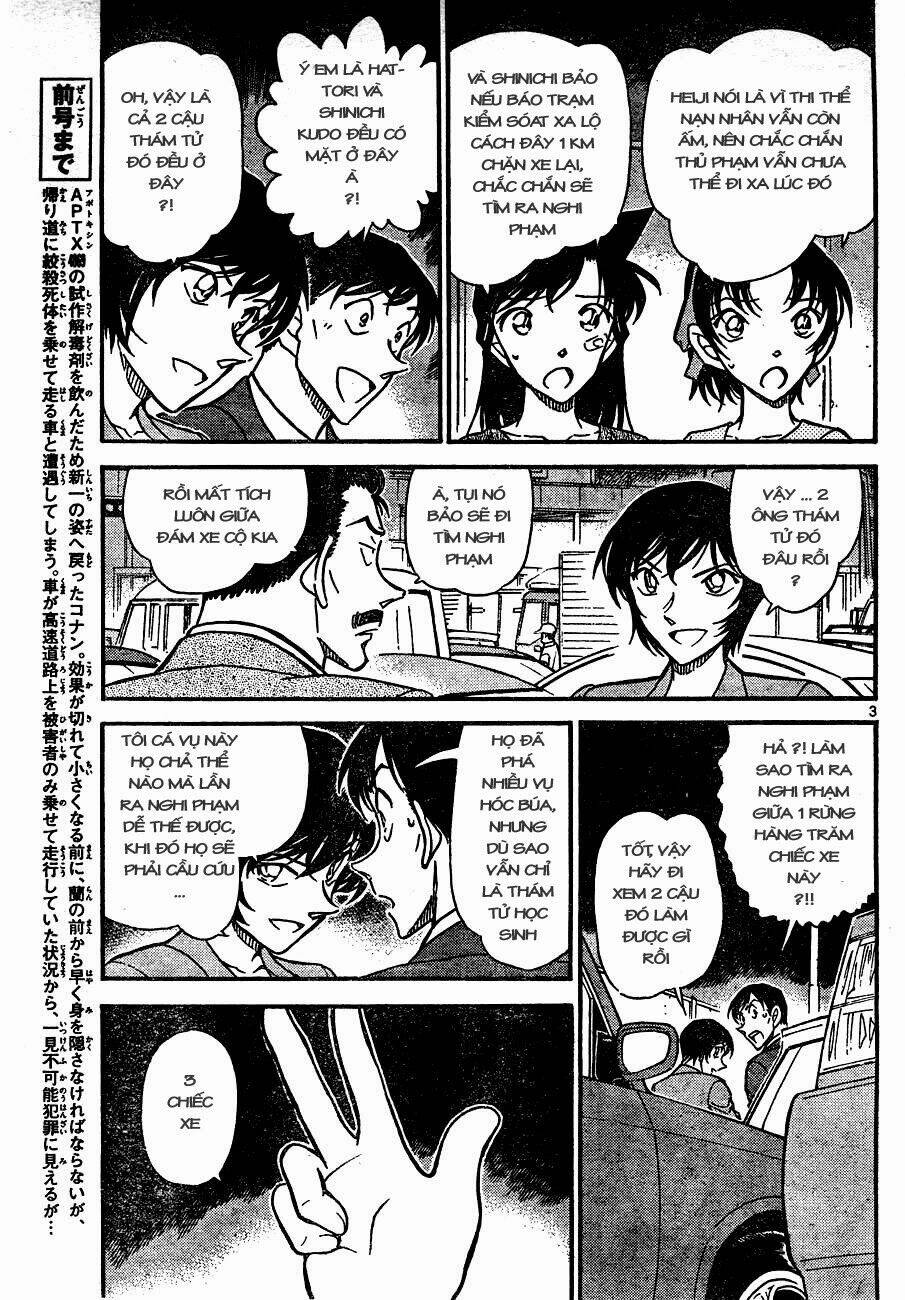 HEIJI NÓI LÀ VÌ THI THỂ
NẠN NHÂN VẪN CÒN
ẤM, NÊN CHẮC CHẮN
THỦ PHẠM VẪN CHƯA
THỂ ĐI XA LÚC ĐÓ
VÀ SHINICHI BẢO
NẾU BÁO TRẠM
KIỂM SÓAT XA LỘ
CÁCH ĐÂY 1 KM
CHẶN XE LẠI,
CHẮC CHẮN SẼ
TÌM RA NGHI
PHẠM
Ý EM LÀ HAT-
TORI VÀ
SHINICHI
KUDO ĐỀU CÓ
MẶT Ở ĐÂY
À
?!
OH, VẬY LÀ
CẢ 2 CẬU
THÁM TỬ
ĐÓ ĐỀU Ở
ĐÂY
?!
VẬY ... 2
ÔNG THÁM
TỬ ĐÓ
ĐÂU RỒI
?
À, TỤI NÓ
BẢO SẼ ĐI
TÌM NGHI
PHẠM
RỒI MẤT TÍCH
LUÔN GIỮA
ĐÁM XE CỘ KIA
3
HẢ ?! LÀM
SAO TÌM RA
NGHI PHẠM
GIỮA 1 RỪNG
HÀNG TRĂM
CHIẾC XE
NÀY
?!!
TỐT, VẬY
HÃY ĐI
XEM 2 CẬU
ĐÓ LÀM
ĐƯỢC GÌ
RỒI
HỌ ĐÃ
PHÁ
NHIỀU VỤ
HÓC BÚA,
NHƯNG
DÙ SAO
VẪN CHỈ
LÀ THÁM
TỬ HỌC
SINH
TÔI CÁ VỤ NÀY
HỌ CHẢ THỂ
NÀO MÀ LẦN
RA NGHI PHẠM
DỄ THẾ ĐƯỢC,
KHI ĐÓ HỌ SẼ
PHẢI CẦU CỨU
...
3
CHIẾC
XE
前号まで
APTXの試作解毒剤を飲んだため新一の姿へ戻ったコナン。効果が切れて小さくなる前に、蘭の前から早く身を隠さなければならないが、
帰り道に絞殺死体を乗せて走る車と遭遇してしまう。車が高速道路上を被害者のみ乗せて走行していた状況から、一見不可能犯罪に見えるが…